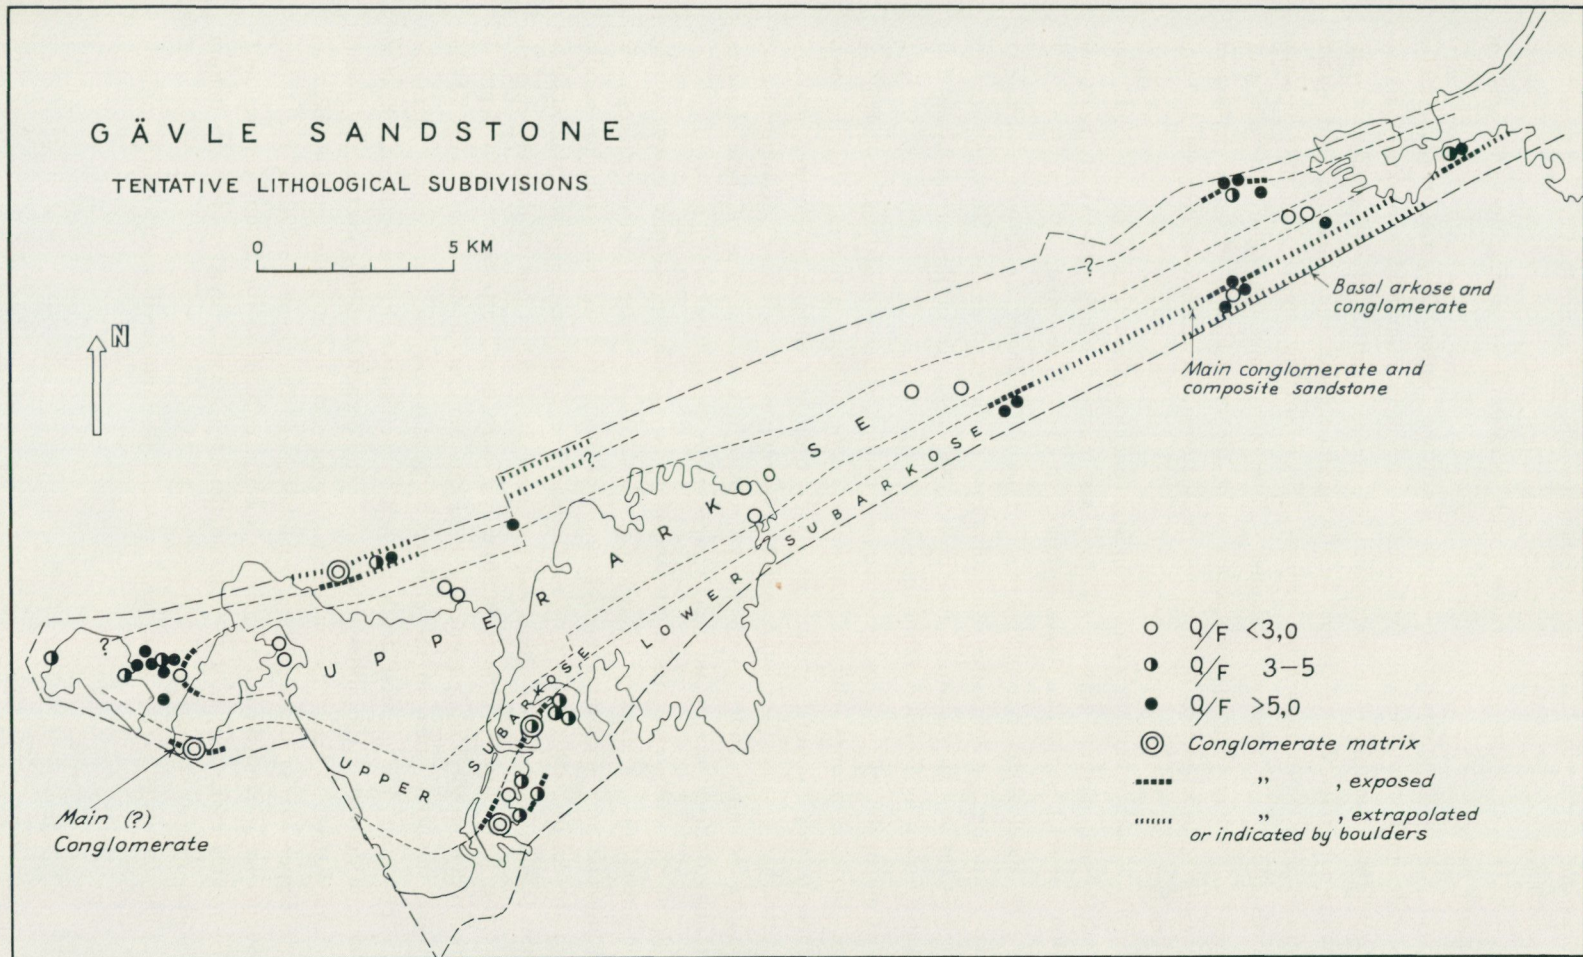 GÄVLE SANDSTONE
TENTATIVE LITHOLOGICAL SUBDIVISIONS
0 5 KM
N
?
Basal arkose and
conglomerate
Main conglomerate and
composite sandstone
?
?
UPPER ARKOSE
LOWER SUBARKOSE
UPPER SUBARKOSE
Main (?)
Conglomerate
Q/F <3,0
Q/F 3–5
Q/F >5,0
Conglomerate matrix
” , exposed
” , extrapolated
or indicated by boulders